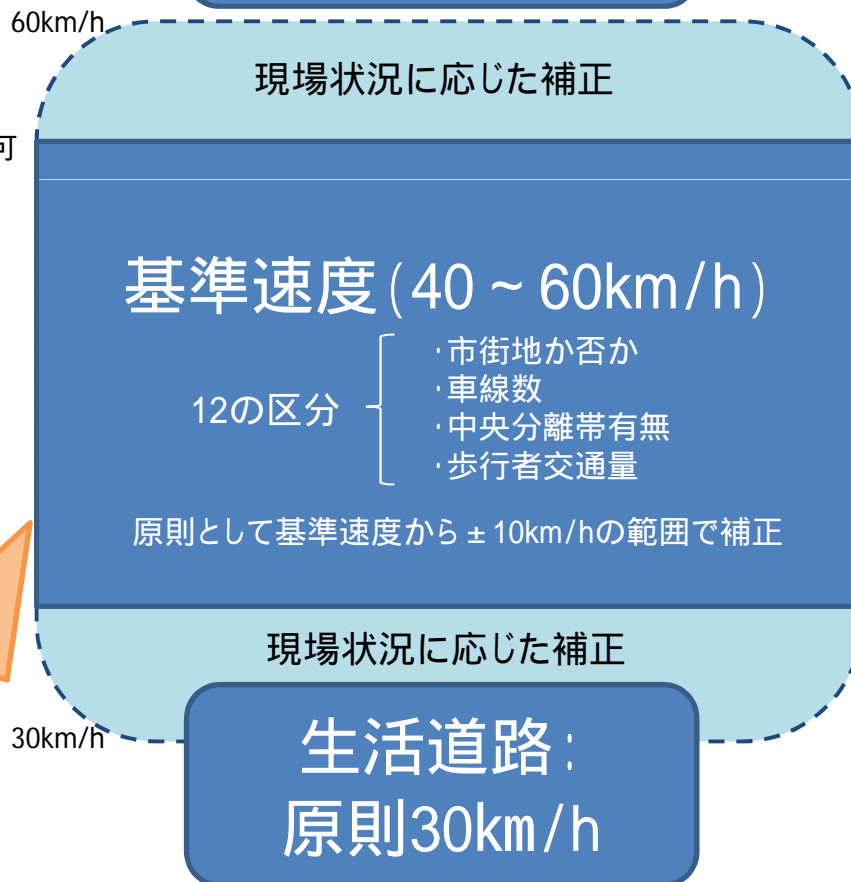 60km/h
現場状況に応じた補正
可
基準速度(40～60km/h)
12の区分
・市街地か否か
・車線数
・中央分離帯有無
・歩行者交通量
原則として基準速度から±10km/hの範囲で補正
現場状況に応じた補正
30km/h
生活道路:
原則30km/h